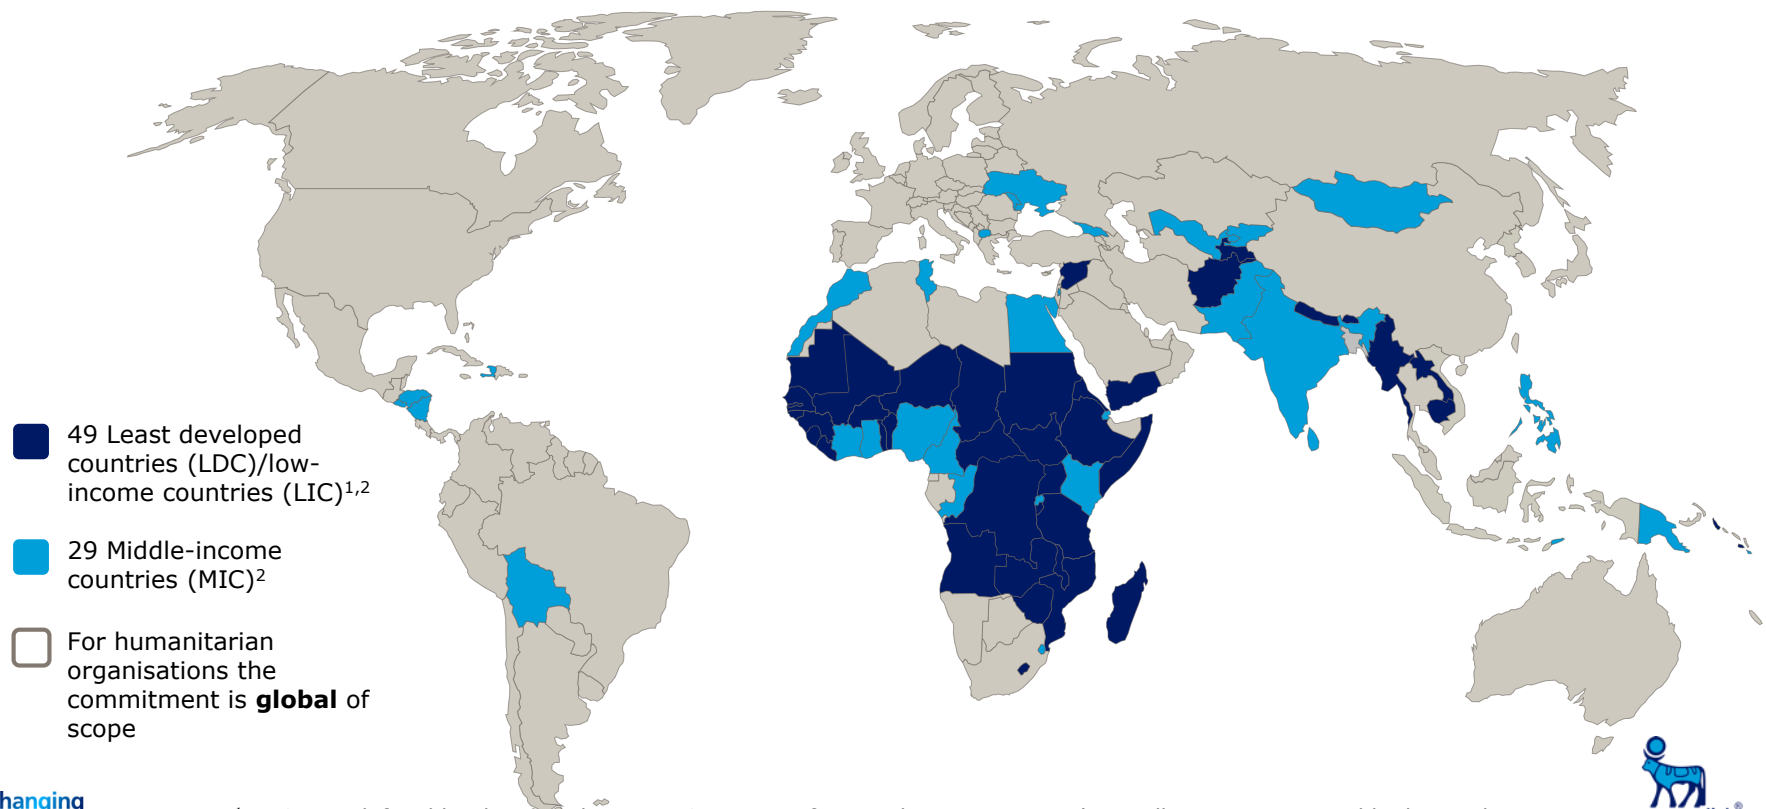 49 Least developed
countries (LDC)/low-
income countries (LIC)1,2
29 Middle-income
countries (MIC)2
For humanitarian
organisations the
commitment is global of
scope
hanging